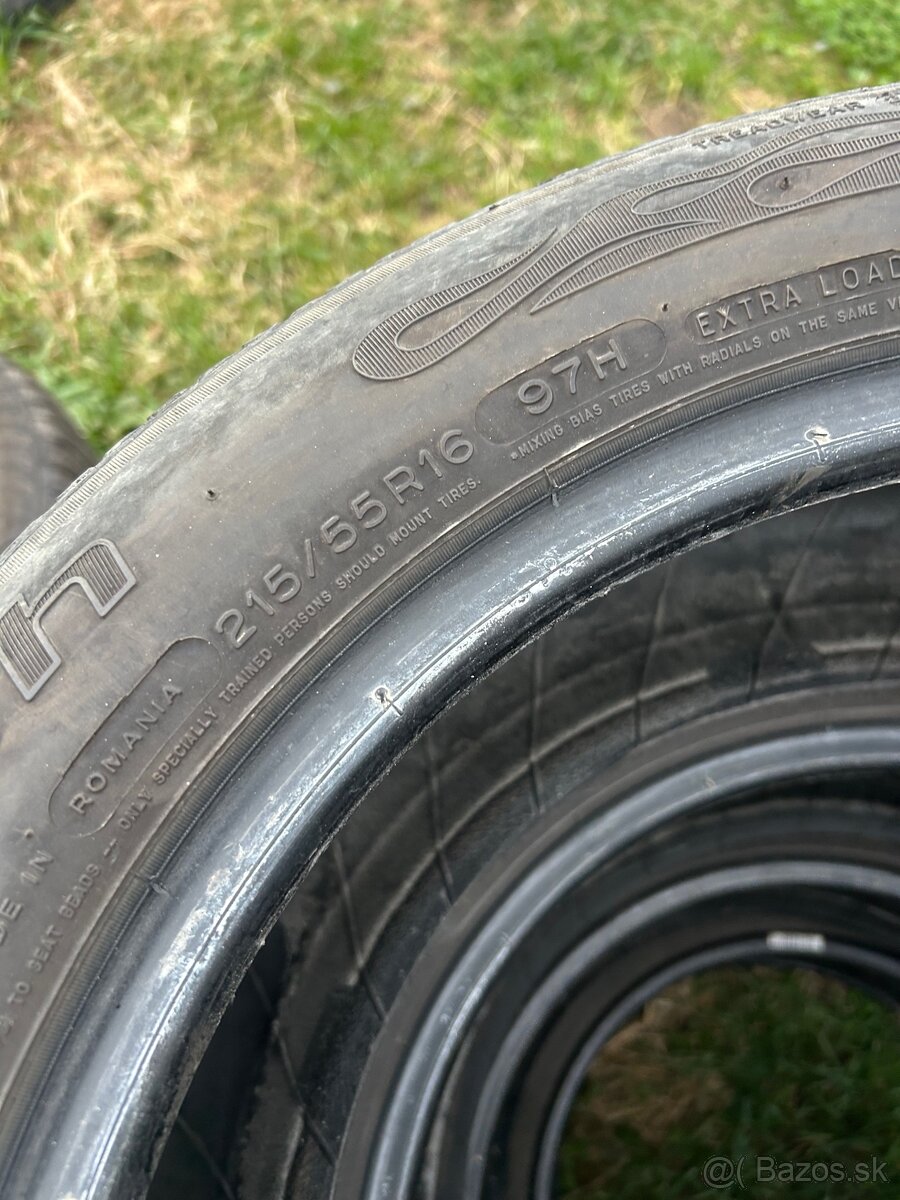 TREADWEAR
EXTRA LOAD
97H
215/55R16
*MIXING BIAS TIRES WITH RADIALS ON THE SAME
ONLY SPECIALLY TRAINED PERSONS SHOULD MOUNT TIRES.
ROMANIA
IN
TO SEAT BEADS –
h
@( Bazos.sk